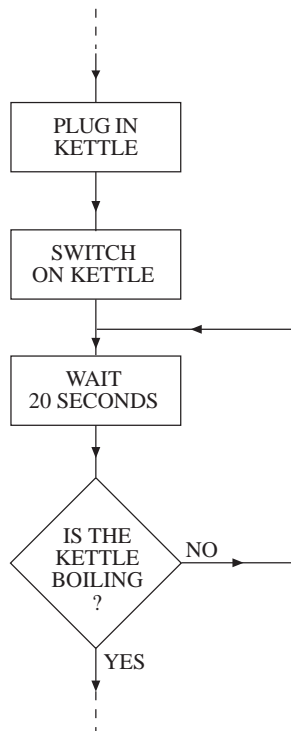 PLUG IN
KETTLE
SWITCH
ON KETTLE
WAIT
20 SECONDS
IS THE
KETTLE
BOILING
?
NO
YES